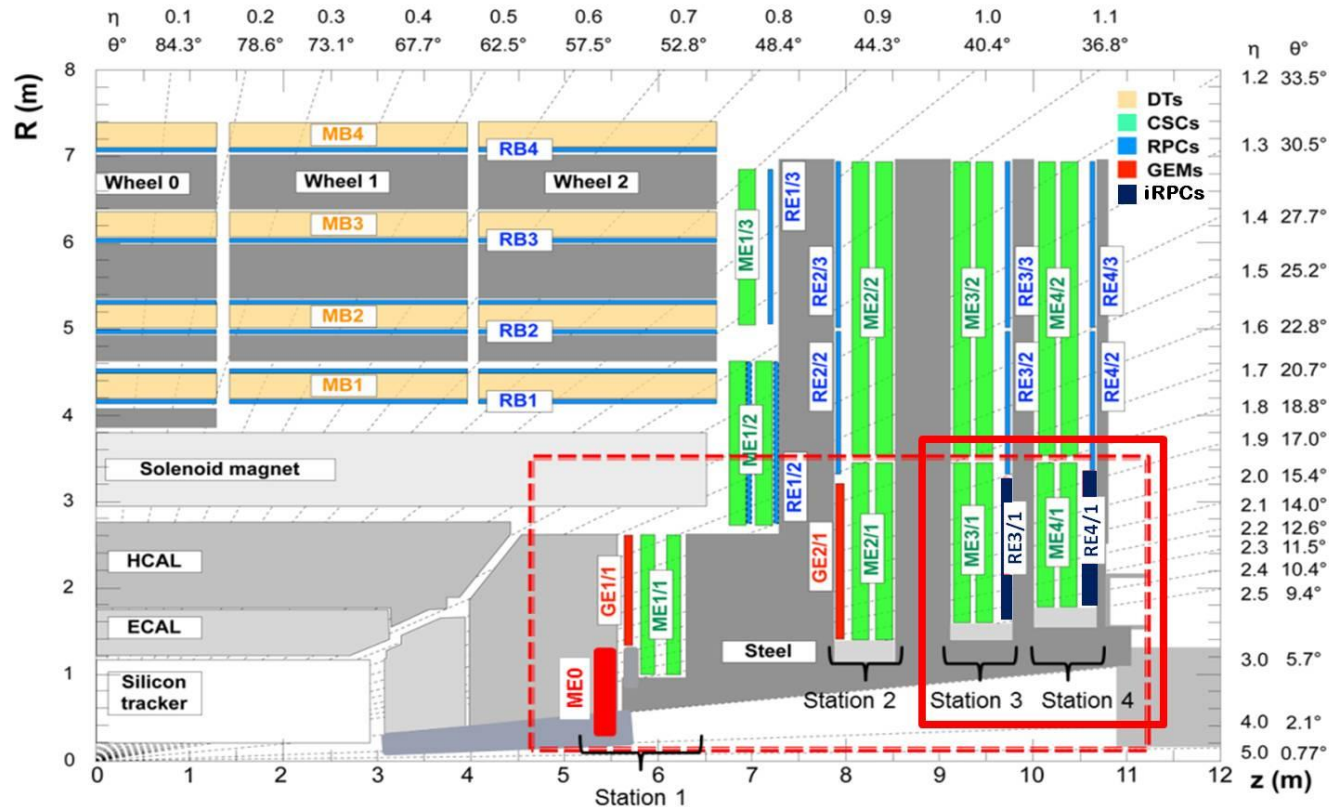 η 0.1 0.2 0.3 0.4 0.5 0.6 0.7 0.8 0.9 1.0 1.1
θ° 84.3° 78.6° 73.1° 67.7° 62.5° 57.5° 52.8° 48.4° 44.3° 40.4° 36.8° η θ°
R (m)
8
7
6
5
4
3
2
1
0
1.2 33.5°
1.3 30.5°
1.4 27.7°
1.5 25.2°
1.6 22.8°
1.7 20.7°
1.8 18.8°
1.9 17.0°
2.0 15.4°
2.1 14.0°
2.2 12.6°
2.3 11.5°
2.4 10.4°
2.5 9.4°
3.0 5.7°
4.0 2.1°
5.0 0.77°
DTs
CSCs
RPCs
GEMs
iRPCs
MB4
RB4
Wheel 0 Wheel 1 Wheel 2
MB3
RB3
MB2
RB2
MB1
RB1
Solenoid magnet
HCAL
ECAL
Silicon
tracker
Steel
ME1/3
RE1/3
ME1/2
RE1/2
GE1/1
ME1/1
ME0
RE2/3
RE2/2
ME2/2
GE2/1
ME2/1
ME3/2
RE3/3
RE3/2
ME3/1
RE3/1
ME4/2
RE4/3
RE4/2
ME4/1
RE4/1
Station 2 Station 3 Station 4
0 1 2 3 4 5 6 7 8 9 10 11 12 z (m)
Station 1